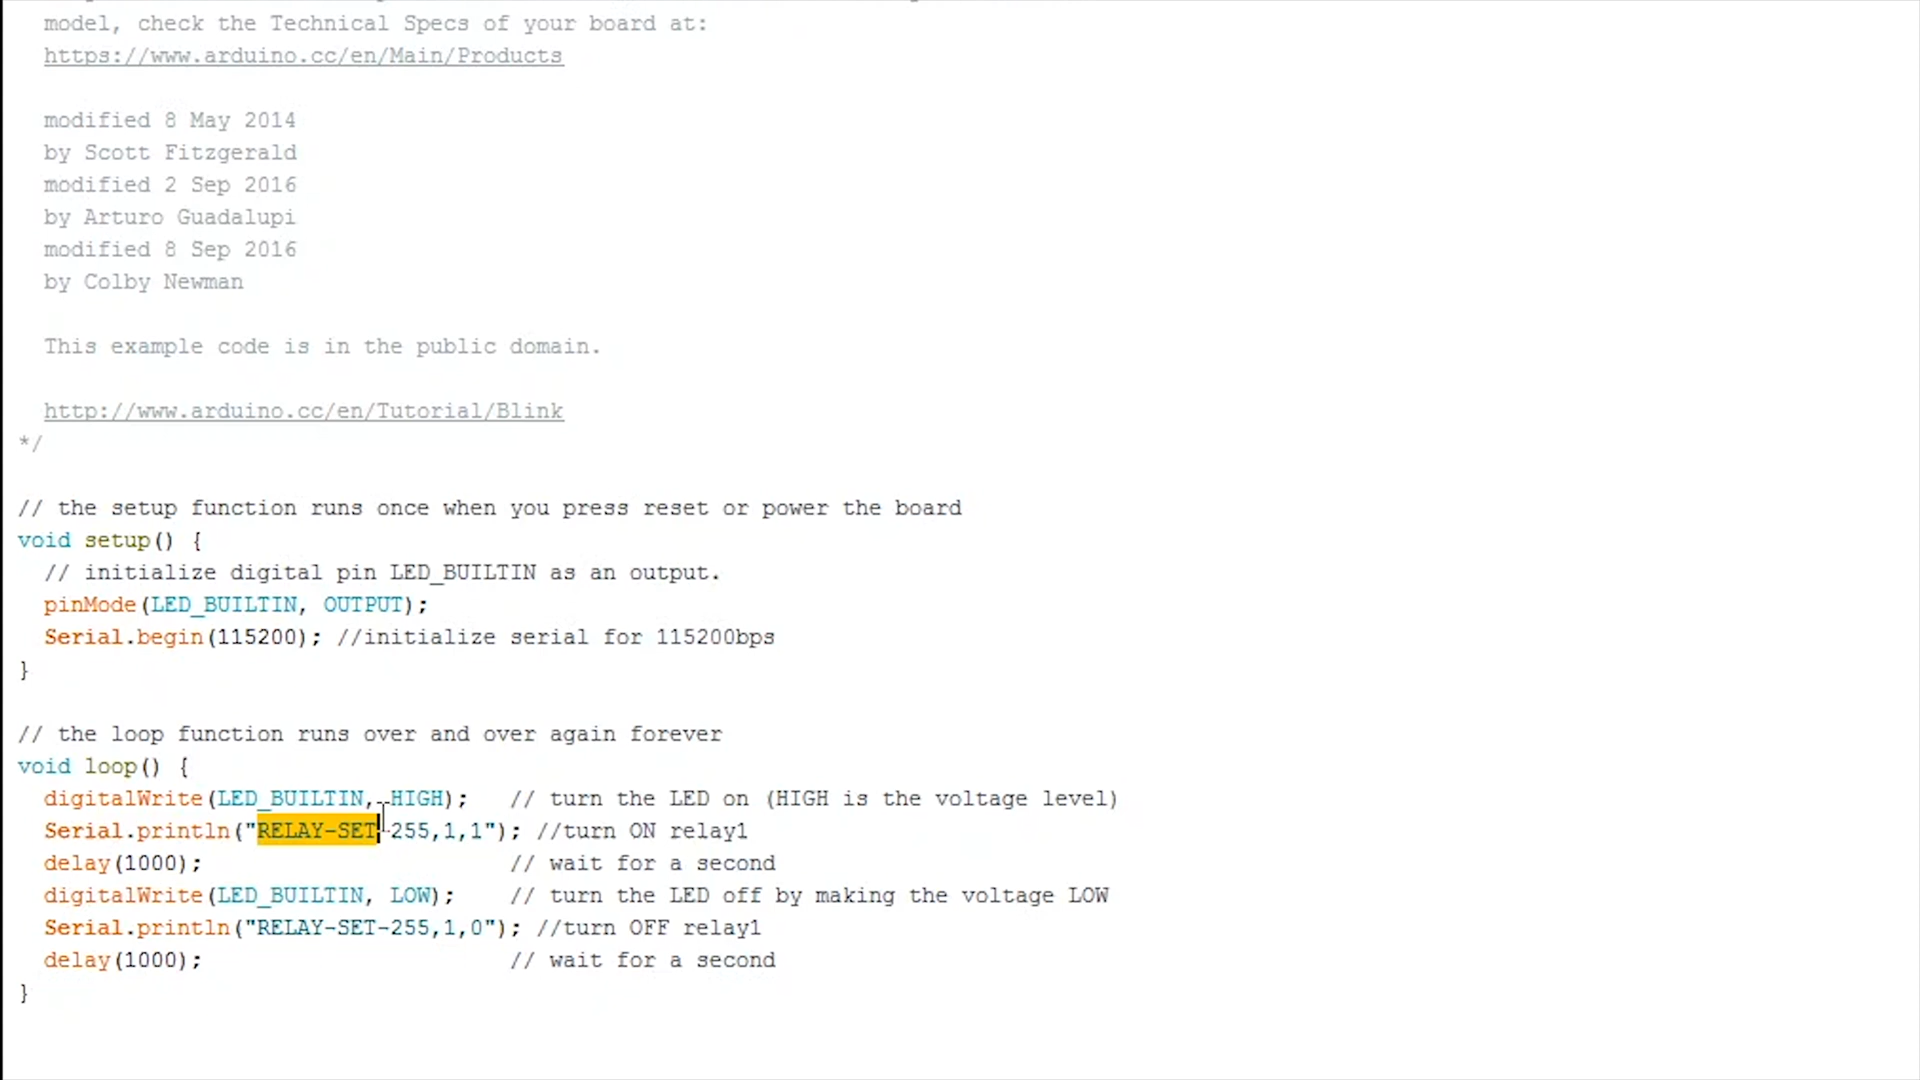 model, check the Technical Specs of your board at:
https://www.arduino.cc/en/Main/Products
modified 8 May 2014
by Scott Fitzgerald
modified 2 Sep 2016
by Arturo Guadalupi
modified 8 Sep 2016
by Colby Newman
This example code is in the public domain.
http://www.arduino.cc/en/Tutorial/Blink
*/
// the setup function runs once when you press reset or power the board
void setup() {
// initialize digital pin LED_BUILTIN as an output.
pinMode(LED_BUILTIN, OUTPUT);
Serial.begin(115200); //initialize serial for 115200bps
}
// the loop function runs over and over again forever
void loop() {
digitalWrite(LED_BUILTIN, HIGH); // turn the LED on (HIGH is the voltage level)
Serial.println("RELAY-SET-255,1,1"); //turn ON relay1
delay(1000); // wait for a second
digitalWrite(LED_BUILTIN, LOW); // turn the LED off by making the voltage LOW
Serial.println("RELAY-SET-255,1,0"); //turn OFF relay1
delay(1000); // wait for a second
}